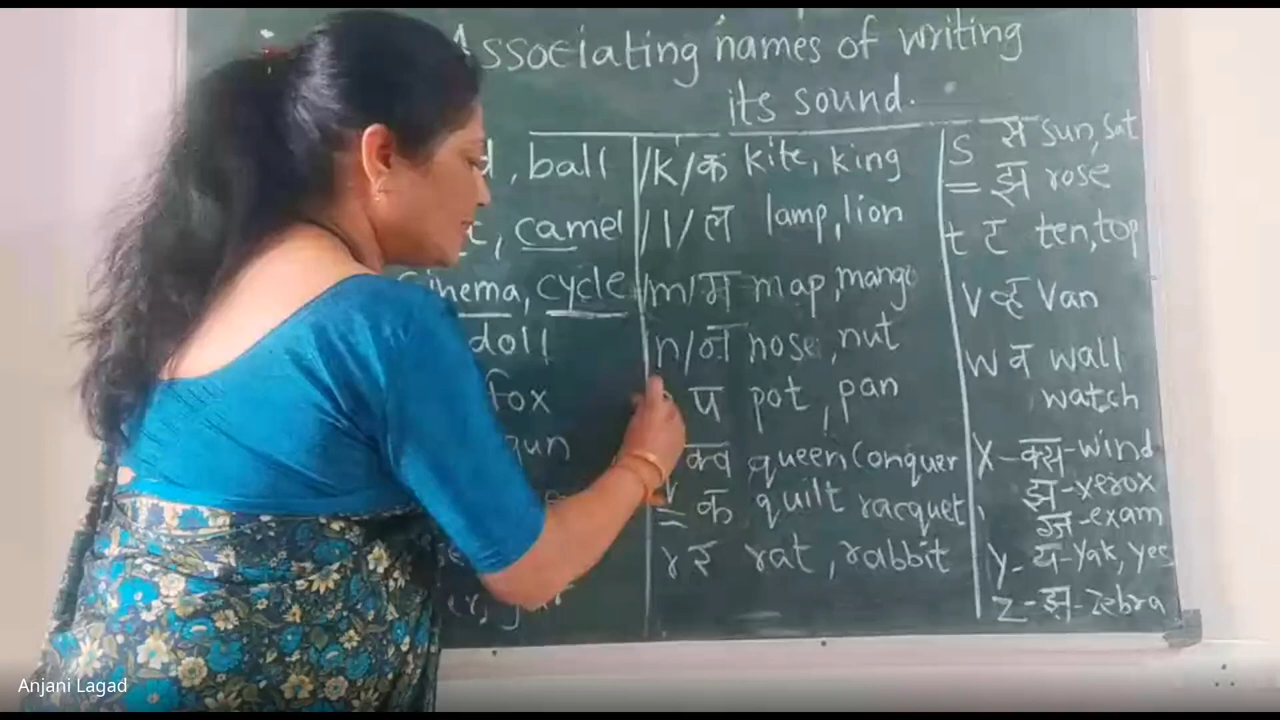 Associating names of writing
its sound.
, ball
, camel
cinema, cycle
doll
fox
gun
/k/ क kite, king
/l/ ल lamp, lion
/m/ म map, mango
/n/ न nose, nut
प pot, pan
क्व queen conquer
क quilt racquet
r र rat, rabbit
S स sun, sat
झ rose
t ट ten, top
V व्ह Van
W व wall
watch
X - क्स - wind
झ - xerox
ग्ज - exam
y - य - yak, yes
z - झ - zebra
Anjani Lagad